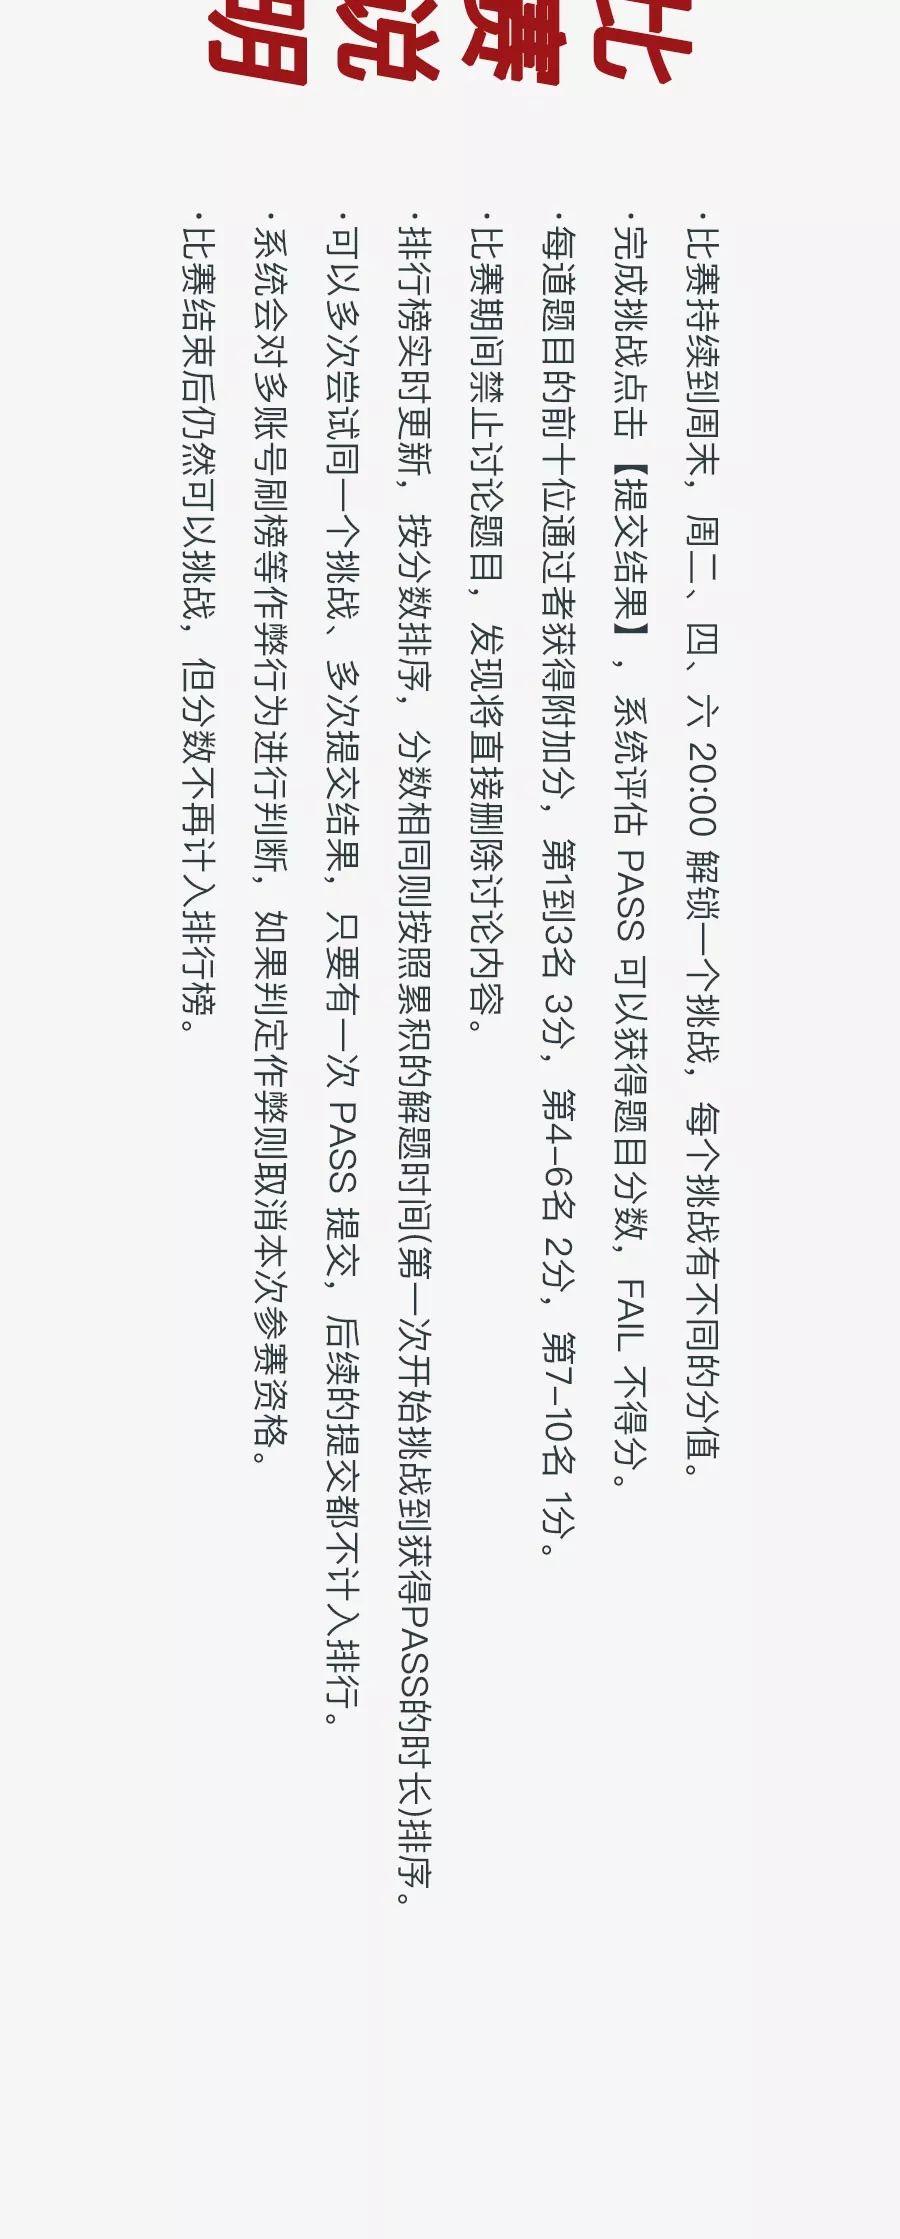 比赛说明
·比赛持续到周末，周二、四、六 20:00 解锁一个挑战，每个挑战有不同的分值。
·完成挑战点击【提交结果】，系统评估 PASS 可以获得题目分数，FAIL 不得分。
·每道题目的前十位通过者获得附加分，第1到3名 3分，第4-6名 2分，第7-10名 1分。
·比赛期间禁止讨论题目，发现将直接删除讨论内容。
·排行榜实时更新，按分数排序，分数相同则按照累积的解题时间(第一次开始挑战到获得PASS的时长)排序。
·可以多次尝试同一个挑战、多次提交结果，只要有一次 PASS 提交，后续的提交都不计入排行。
·系统会对多账号刷榜等作弊行为进行判断，如果判定作弊则取消本次参赛资格。
·比赛结束后仍然可以挑战，但分数不再计入排行榜。